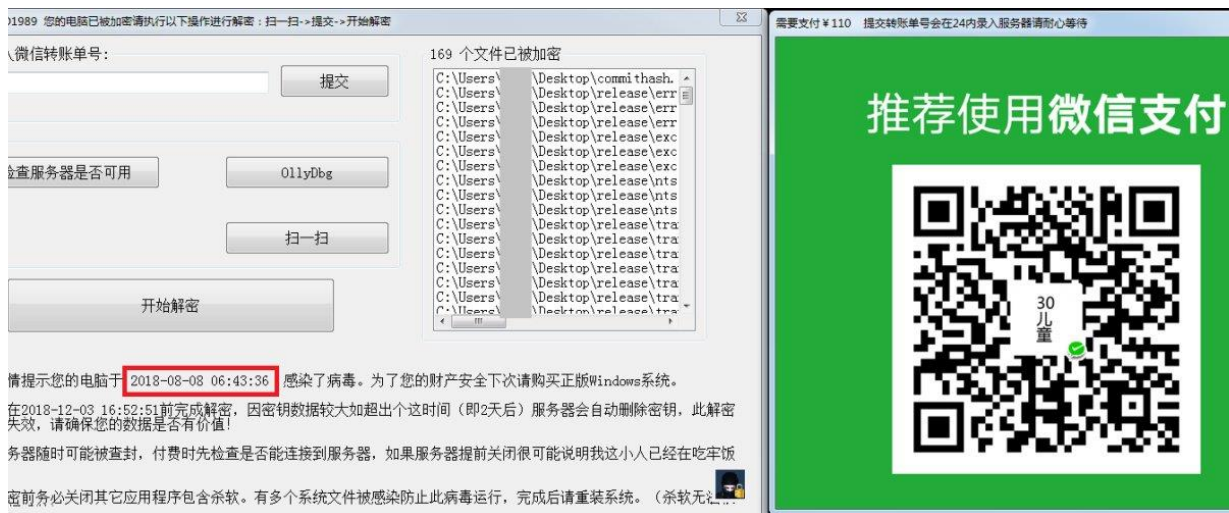 01989 您的电脑已被加密请执行以下操作进行解密：扫一扫->提交->开始解密
微信转账单号：
提交
查服务器是否可用
OllyDbg
扫一扫
开始解密
169 个文件已被加密
C:\Users\ \Desktop\commithash.
C:\Users\ \Desktop\release\err
C:\Users\ \Desktop\release\err
C:\Users\ \Desktop\release\err
C:\Users\ \Desktop\release\exc
C:\Users\ \Desktop\release\exc
C:\Users\ \Desktop\release\exc
C:\Users\ \Desktop\release\nts
C:\Users\ \Desktop\release\nts
C:\Users\ \Desktop\release\nts
C:\Users\ \Desktop\release\tra
C:\Users\ \Desktop\release\tra
C:\Users\ \Desktop\release\tra
C:\Users\ \Desktop\release\tra
C:\Users\ \Desktop\release\tra
C:\Users\ \Desktop\release\tra
C:\Users\ \Desktop\release\tra
情提示您的电脑于 2018-08-08 06:43:36 感染了病毒。为了您的财产安全下次请购买正版Windows系统。
在2018-12-03 16:52:51前完成解密，因密钥数据较大如超出个这时间（即2天后）服务器会自动删除密钥，此解密
失效，请确保您的数据是否有价值！
务器随时可能被查封，付费时先检查是否能连接到服务器，如果服务器提前关闭很可能说明我这小人已经在吃牢饭
密前务必关闭其它应用程序包含杀软。有多个系统文件被感染防止此病毒运行，完成后请重装系统。（杀软无
需要支付￥110 提交转账单号会在24内录入服务器请耐心等待
推荐使用微信支付
30
儿
童